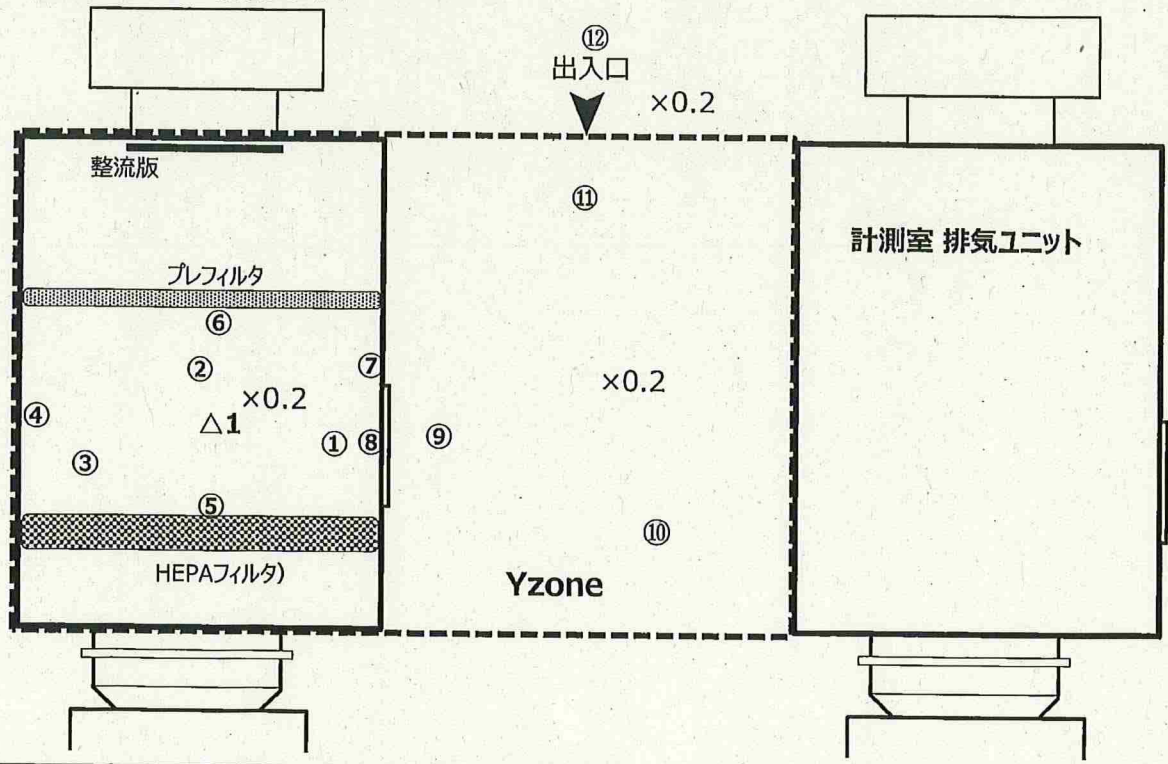 ⑫
出入口
×0.2
整流版
⑪
計測室 排気ユニット
プレフィルタ
⑥
②
⑦
×0.2
×0.2
④
△1
①
⑧
⑨
③
⑤
⑩
HEPAフィルタ)
Yzone